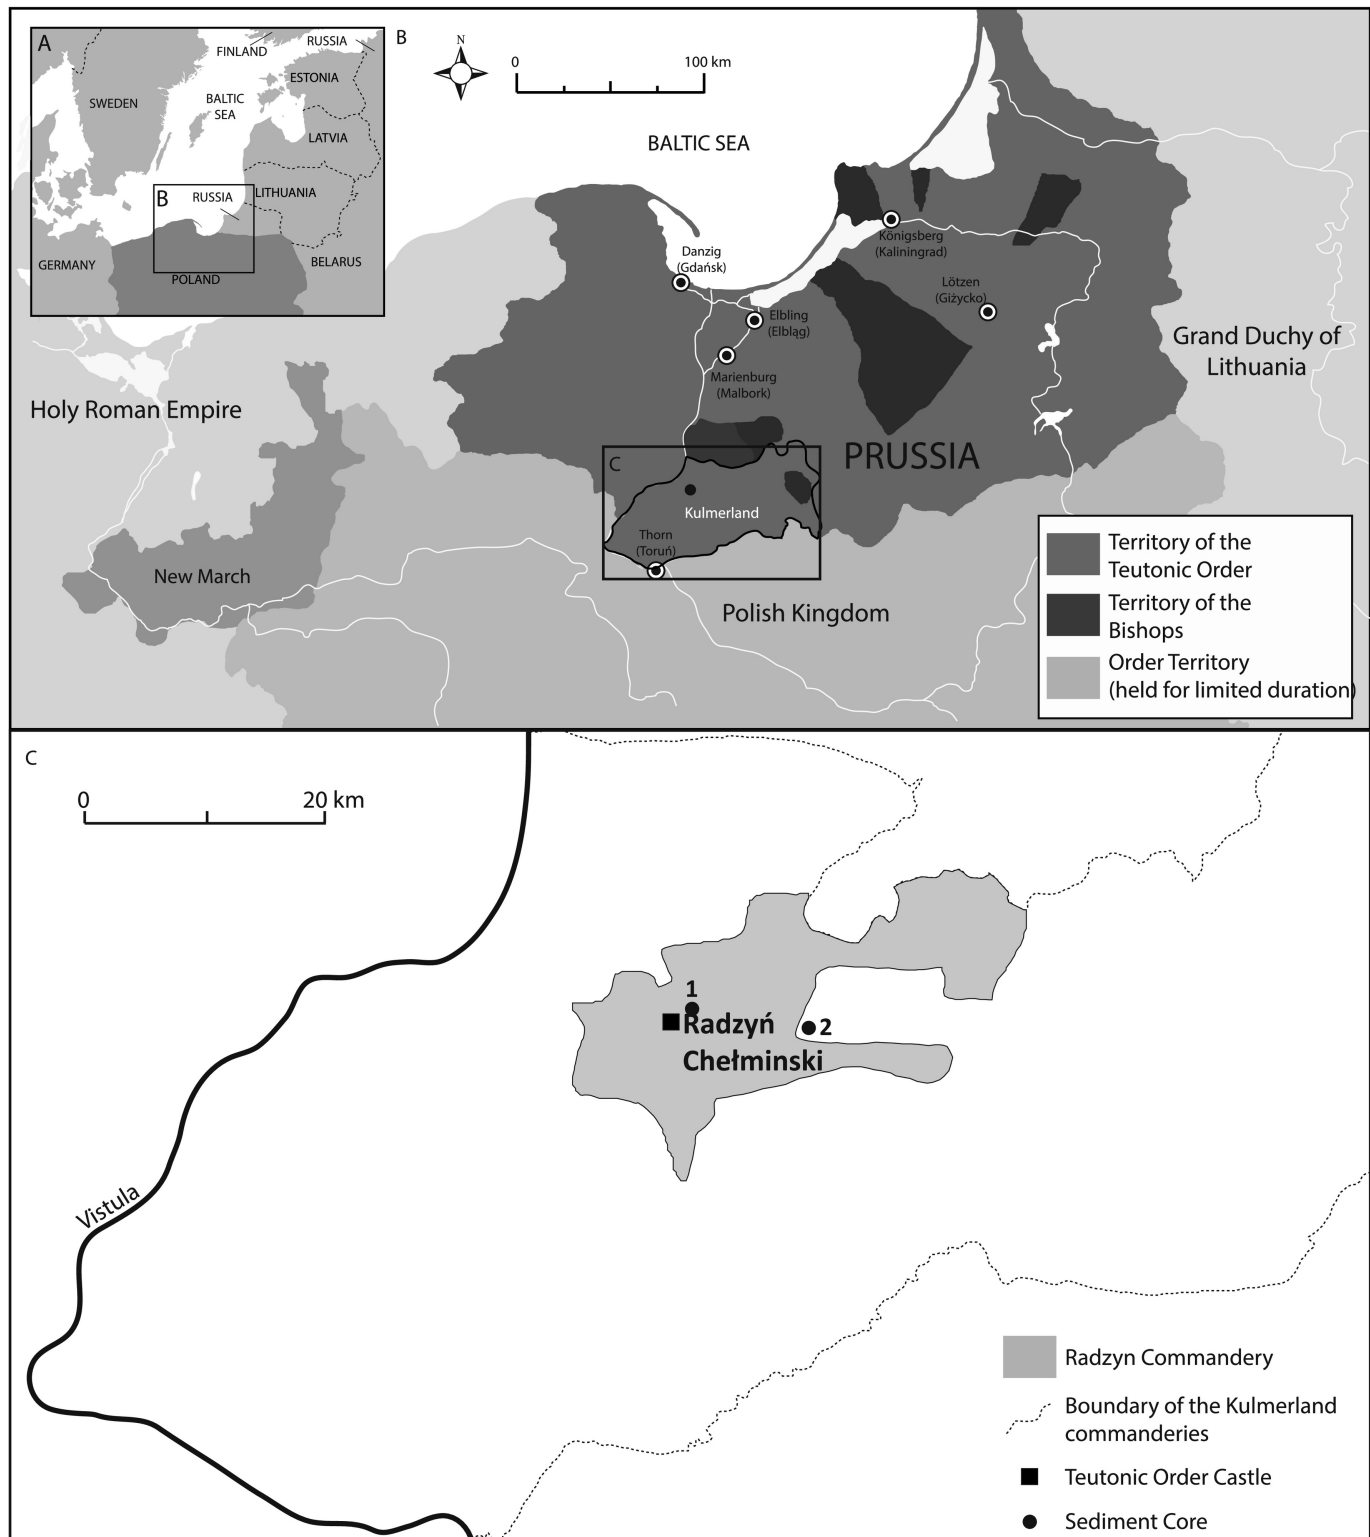 A
FINLAND
RUSSIA
ESTONIA
SWEDEN
BALTIC
SEA
LATVIA
RUSSIA
LITHUANIA
B
GERMANY
BELARUS
POLAND
B
N
0
100 km
BALTIC SEA
Danzig
(Gdańsk)
Königsberg
(Kaliningrad)
Lötzen
(Giżycko)
Elbling
(Elbląg)
Marienburg
(Malbork)
Grand Duchy of
Lithuania
Holy Roman Empire
PRUSSIA
C
Kulmerland
Thorn
(Toruń)
New March
Polish Kingdom
Territory of the
Teutonic Order
Territory of the
Bishops
Order Territory
(held for limited duration)
C
0
20 km
1
Radzyń
Chełminski
2
Vistula
Radzyn Commandery
Boundary of the Kulmerland
commanderies
Teutonic Order Castle
Sediment Core